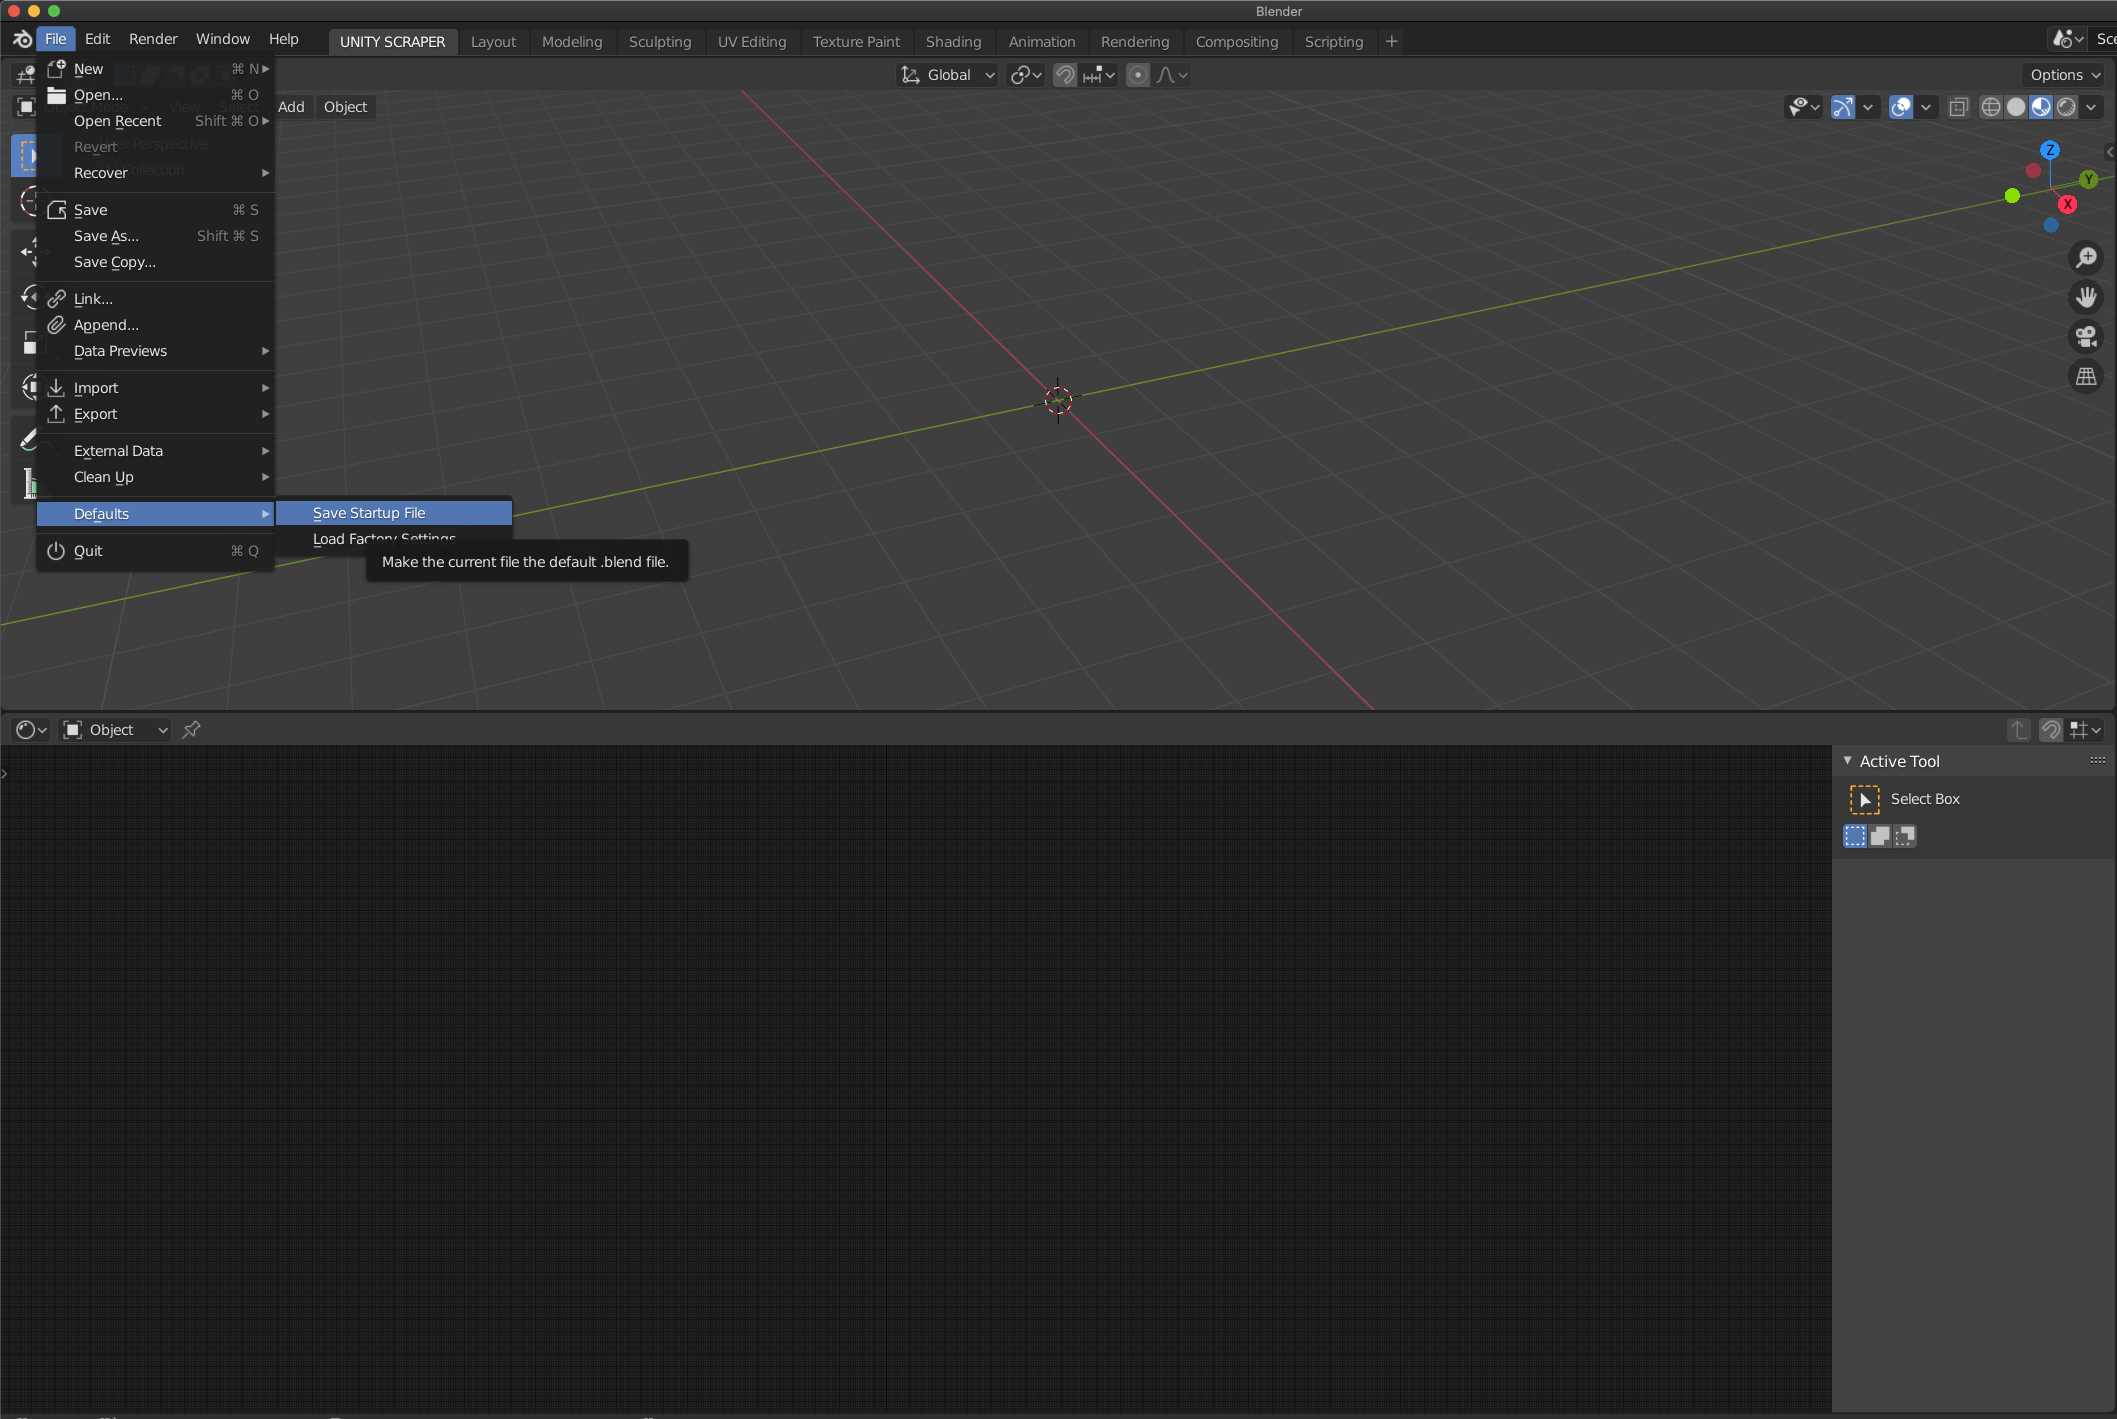 Blender
File Edit Render Window Help UNITY SCRAPER Layout Modeling Sculpting UV Editing Texture Paint Shading Animation Rendering Compositing Scripting + Sce
Global Options
View Select Add Object
New ⌘ N
Open... ⌘ O
Open Recent Shift ⌘ O
Revert Perspective
Recover
Save ⌘ S
Save As... Shift ⌘ S
Save Copy...
Link...
Append...
Data Previews
Import
Export
External Data
Clean Up
Defaults
Quit ⌘ Q
Save Startup File
Load Factory Settings
Make the current file the default .blend file.
Z
Y
X
Object
Active Tool
Select Box